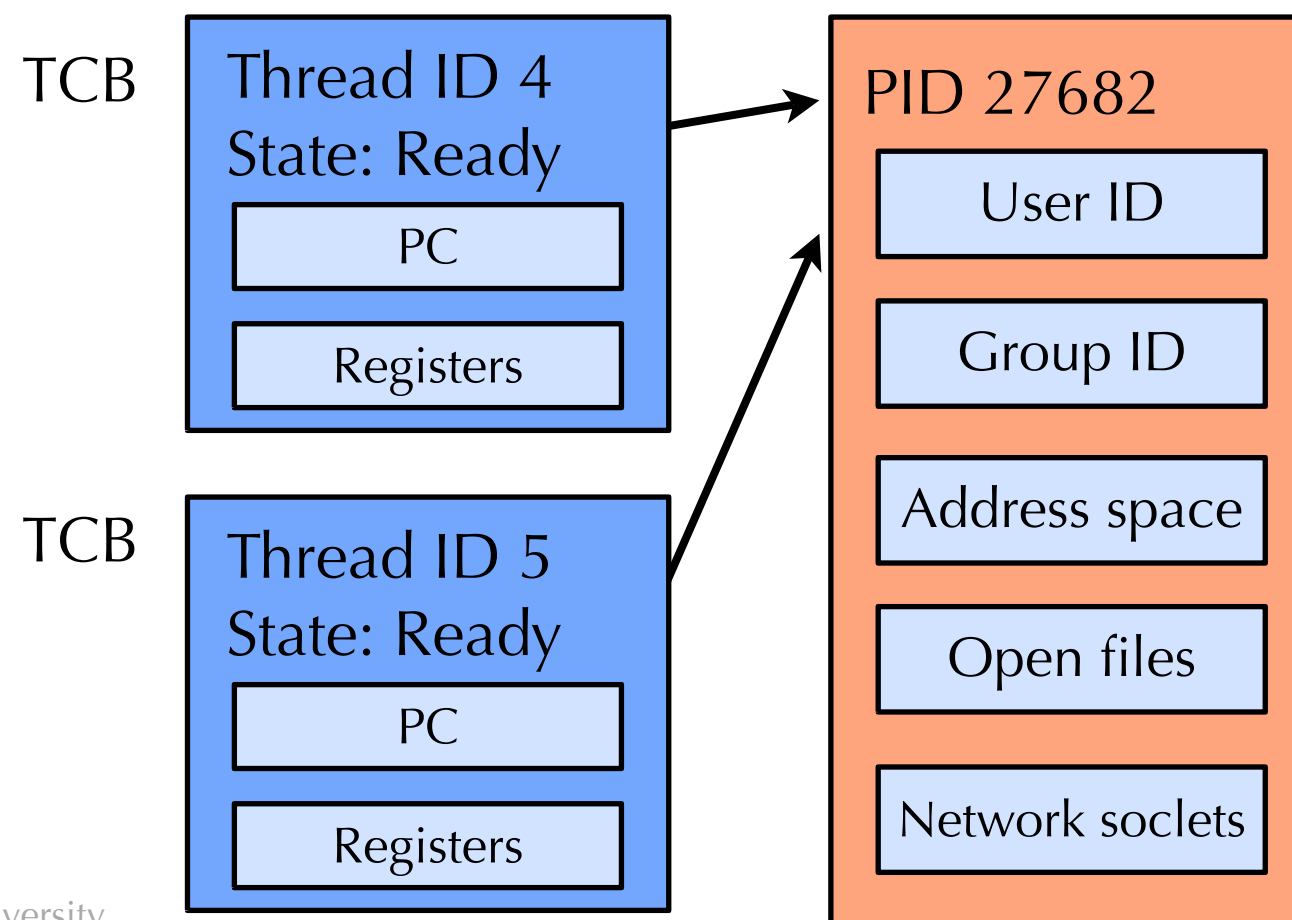 TCB
Thread ID 4
State: Ready
PC
Registers
TCB
Thread ID 5
State: Ready
PC
Registers
PID 27682
User ID
Group ID
Address space
Open files
Network soclets